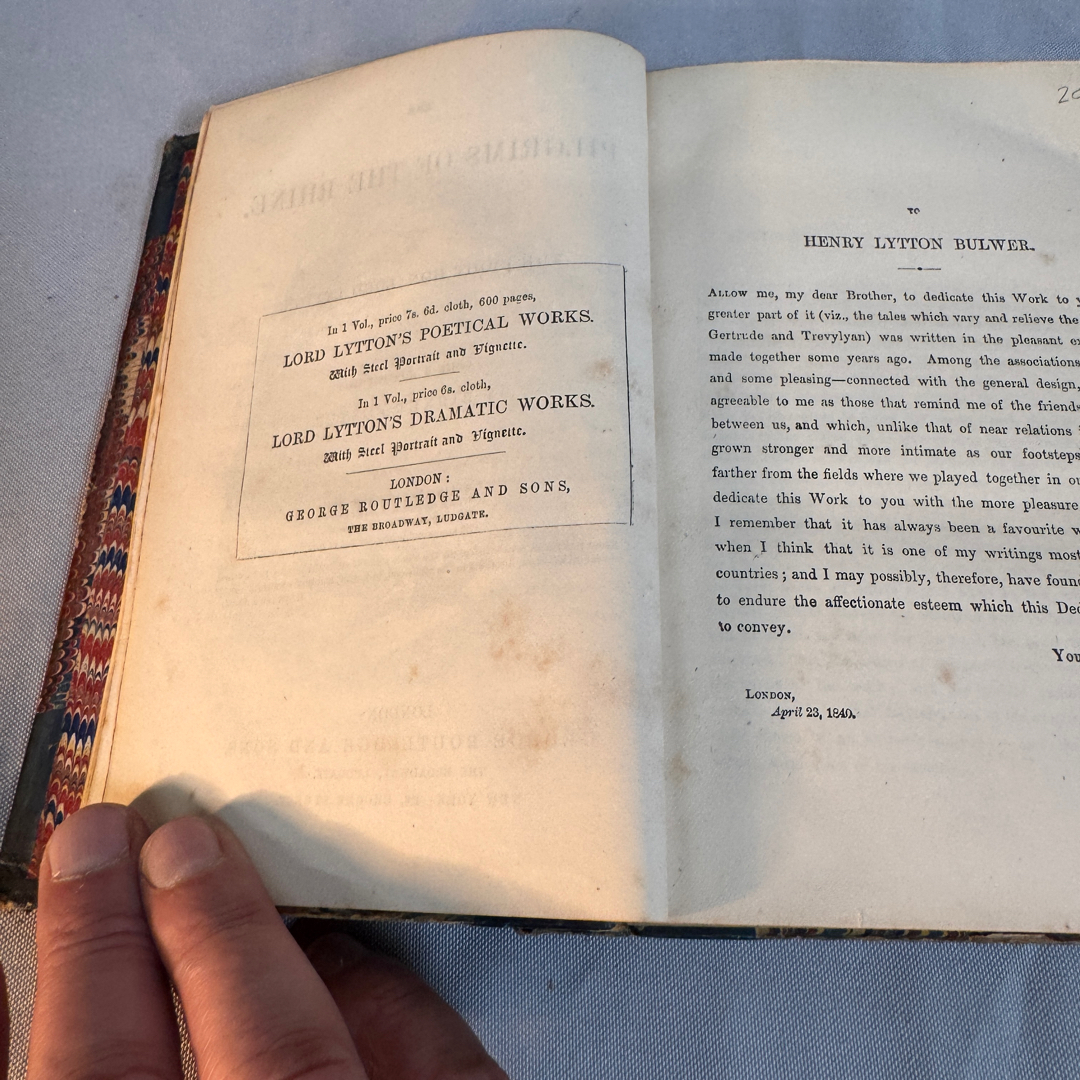 In 1 Vol., price 7s. 6d. cloth, 600 pages,
LORD LYTTON'S POETICAL WORKS.
With Steel Portrait and Vignette.
In 1 Vol., price 6s. cloth,
LORD LYTTON'S DRAMATIC WORKS.
With Steel Portrait and Vignette.
LONDON:
GEORGE ROUTLEDGE AND SONS,
THE BROADWAY, LUDGATE.
TO
HENRY LYTTON BULWER.
ALLOW me, my dear Brother, to dedicate this Work to
greater part of it (viz., the tales which vary and relieve the
Gertrude and Trevylyan) was written in the pleasant
made together some years ago. Among the associations
and some pleasing—connected with the general design,
agreeable to me as those that remind me of the
between us, and which, unlike that of near relations
grown stronger and more intimate as our footsteps
farther from the fields where we played together in
dedicate this Work to you with the more pleasure
I remember that it has always been a favourite
when I think that it is one of my writings most
countries; and I may possibly, therefore, have
to endure the affectionate esteem which this
to convey.
LONDON,
April 23, 1840.